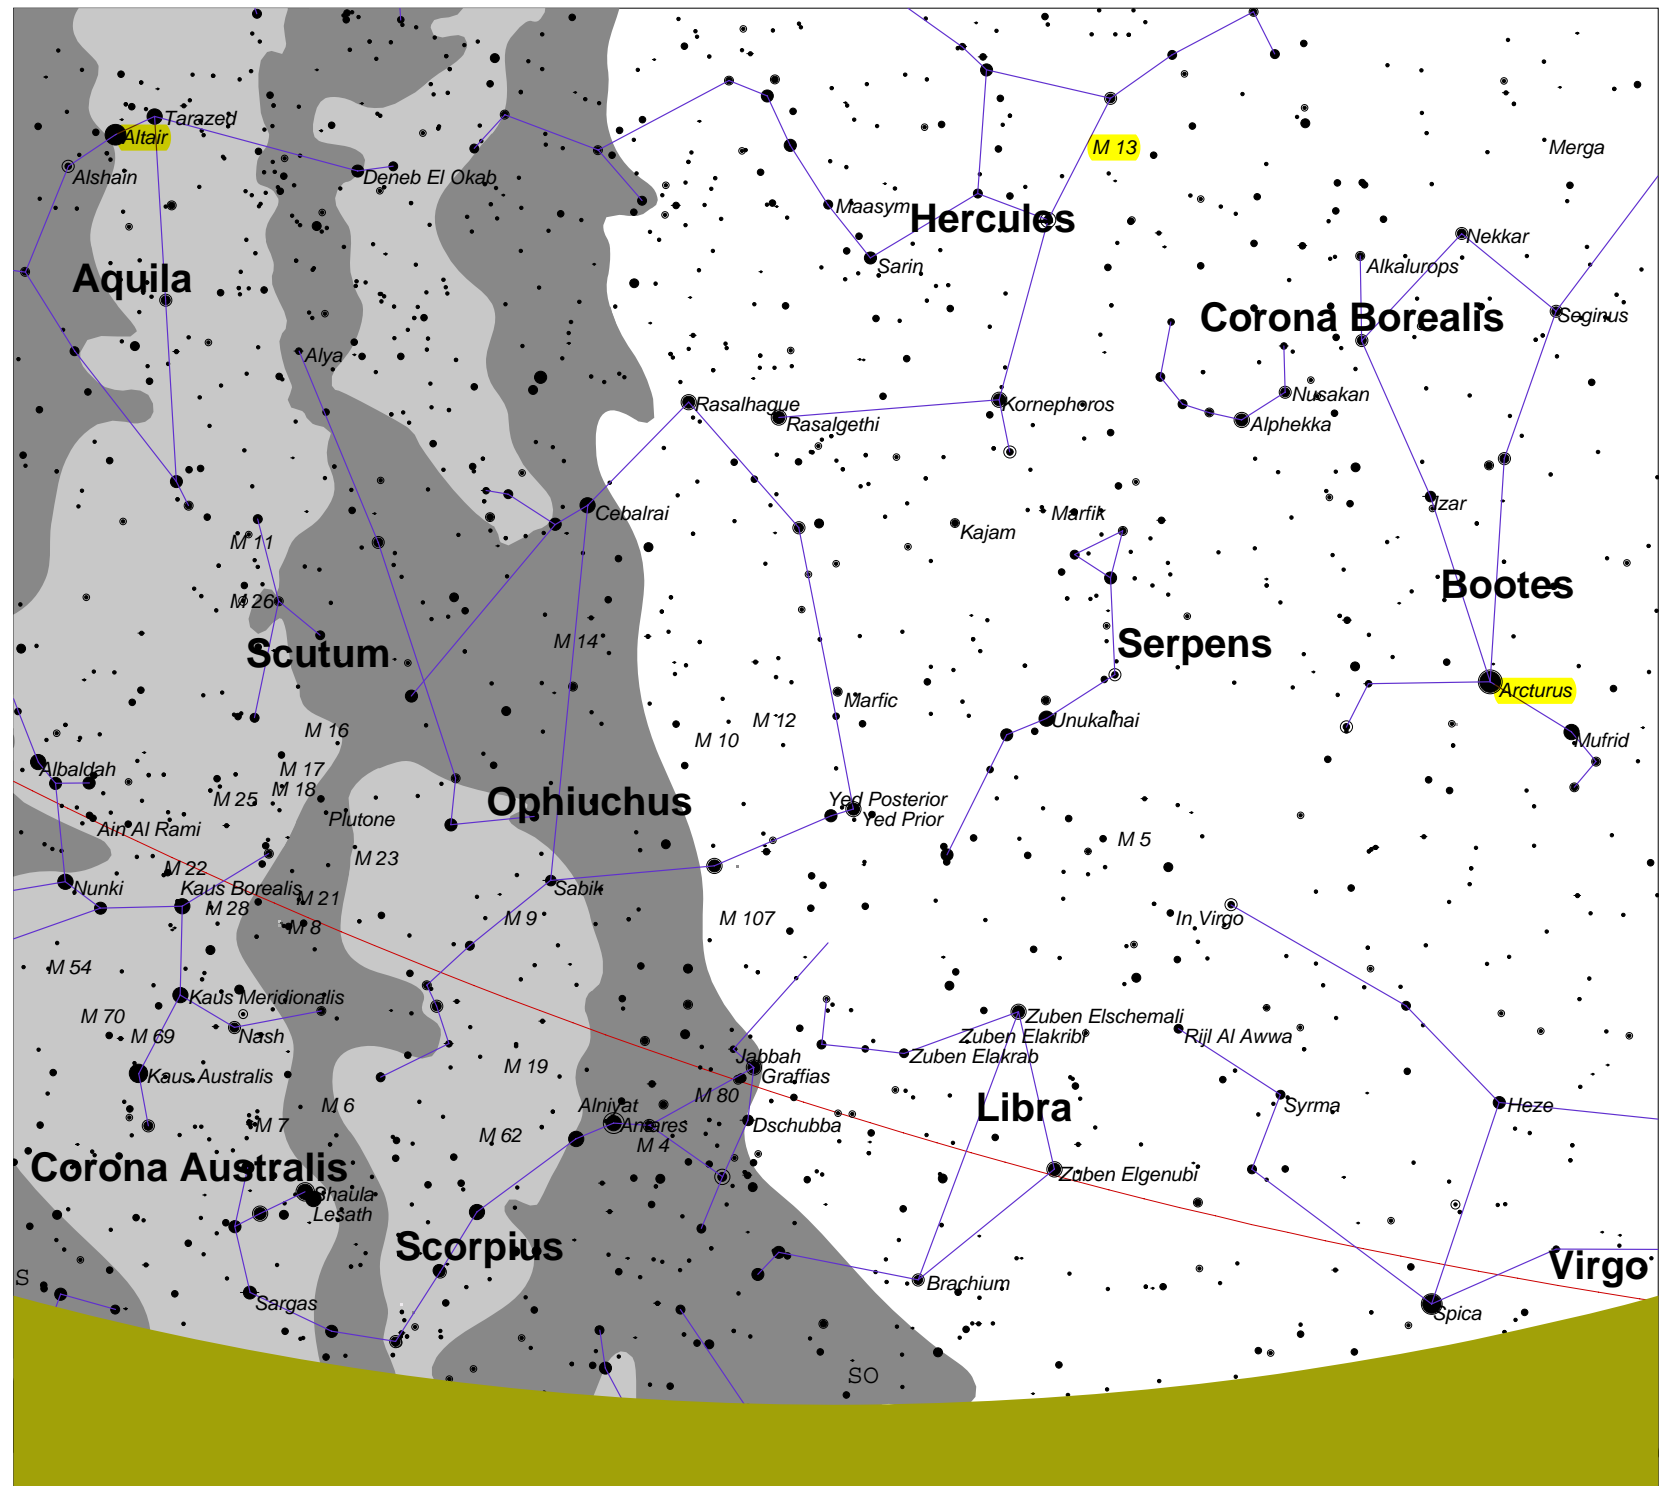 Tarazed
Altair
M 13
Merga
Alshain
Deneb El Okab
Maasym
Hercules
Nekkar
Sarin
Alkalurops
Aquila
Corona Borealis
Seginus
Alya
Nusakan
Rasalhague
Kornephoros
Rasalgethi
Alphekka
Izar
Cebalrai
Marfik
Kajam
M 11
Bootes
M 26
M 14
Serpens
Scutum
Arcturus
Marfic
M 12
Unukalhai
M 16
M 10
Mufrid
Albaldah
M 17
M 18
M 25
Ophiuchus
Yed Posterior
Yed Prior
Plutone
Ain Al Rami
M 5
M 23
M 22
Nunki
Kaus Borealis
Sabik
M 21
M 28
M 8
M 9
M 107
In Virgo
M 54
Kaus Meridionalis
M 70
Zuben Elschemali
M 69
Nash
Zuben Elakribi
Rijl Al Awwa
Jabbah
Zuben Elakrab
M 19
Kaus Australis
Graffias
M 80
M 6
Alniyat
Libra
Syrma
Heze
M 7
Antares
Dschubba
M 62
M 4
Corona Australis
Zuben Elgenubi
Shaula
Lesath
Scorpius
Virgo
S
Brachium
Sargas
Spica
SO